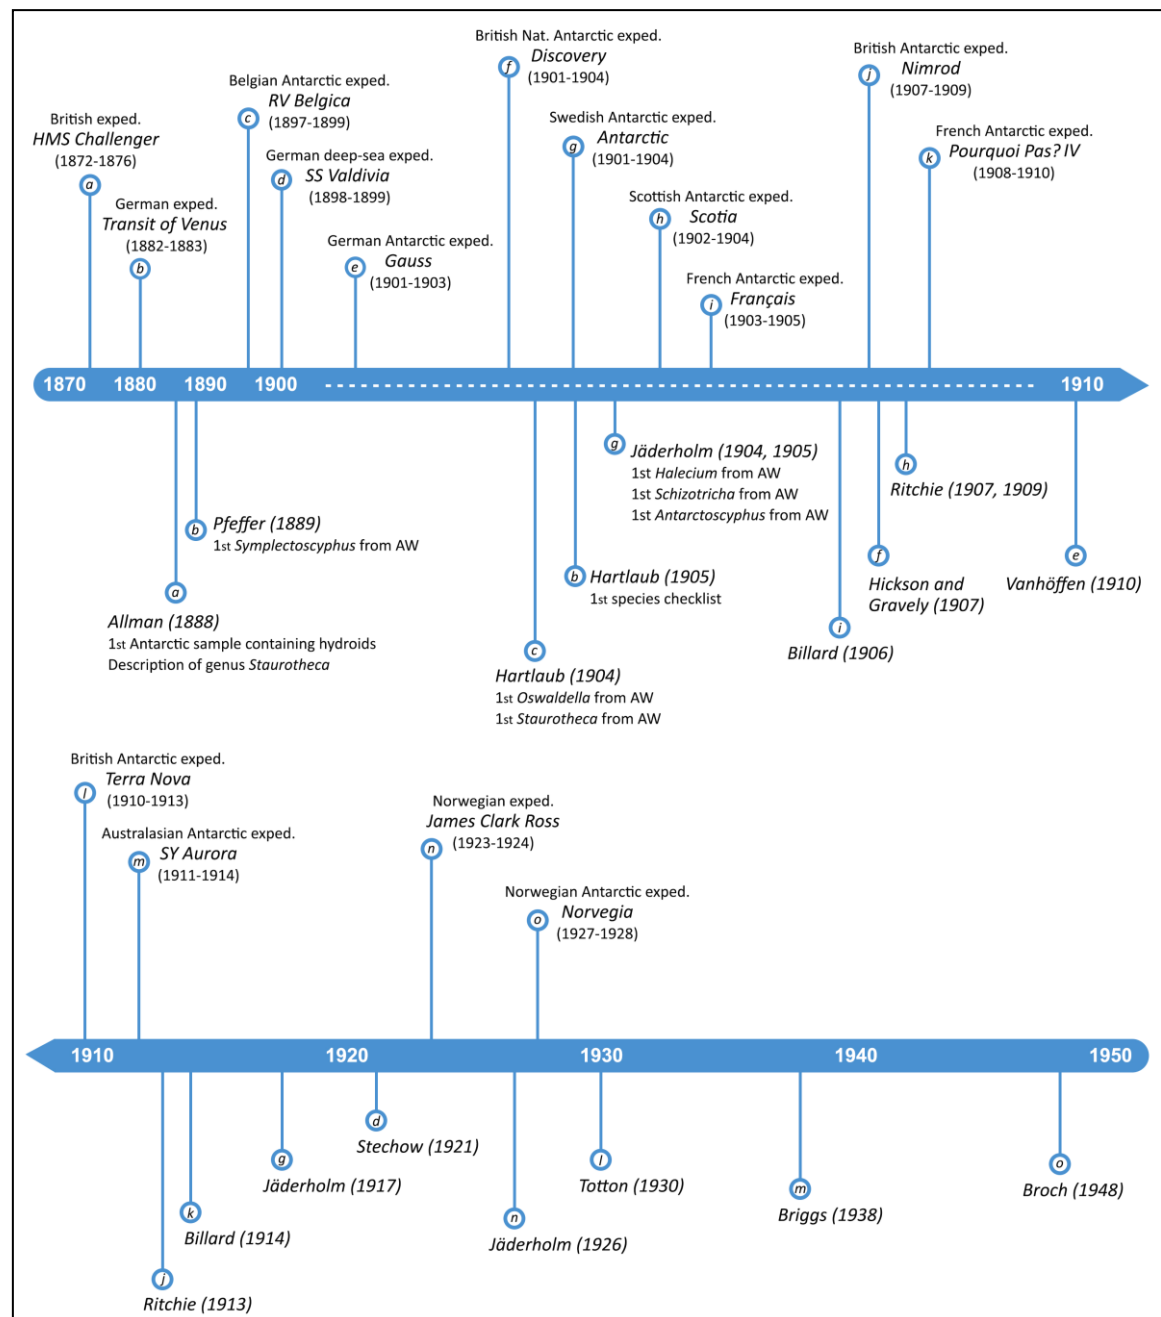 British exped.
HMS Challenger
(1872-1876)
a
German exped.
Transit of Venus
(1882-1883)
b
Belgian Antarctic exped.
RV Belgica
(1897-1899)
c
German deep-sea exped.
SS Valdivia
(1898-1899)
d
German Antarctic exped.
Gauss
(1901-1903)
e
British Nat. Antarctic exped.
Discovery
(1901-1904)
f
Swedish Antarctic exped.
Antarctic
(1901-1904)
g
Scottish Antarctic exped.
Scotia
(1902-1904)
h
French Antarctic exped.
Français
(1903-1905)
i
British Antarctic exped.
Nimrod
(1907-1909)
j
French Antarctic exped.
Pourquoi Pas? IV
(1908-1910)
k
1870 1880 1890 1900 1910
a
Allman (1888)
1st Antarctic sample containing hydroids
Description of genus Staurotheca
b
Pfeffer (1889)
1st Symplectoscyphus from AW
c
Hartlaub (1904)
1st Oswaldella from AW
1st Staurotheca from AW
b
Hartlaub (1905)
1st species checklist
g
Jäderholm (1904, 1905)
1st Halecium from AW
1st Schizotricha from AW
1st Antarctoscyphus from AW
i
Billard (1906)
f
Hickson and
Gravely (1907)
h
Ritchie (1907, 1909)
e
Vanhöffen (1910)
British Antarctic exped.
Terra Nova
(1910-1913)
l
Australasian Antarctic exped.
SY Aurora
(1911-1914)
m
Norwegian exped.
James Clark Ross
(1923-1924)
n
Norwegian Antarctic exped.
Norvegia
(1927-1928)
o
1910 1920 1930 1940 1950
j
Ritchie (1913)
k
Billard (1914)
g
Jäderholm (1917)
d
Stechow (1921)
n
Jäderholm (1926)
l
Totton (1930)
m
Briggs (1938)
o
Broch (1948)